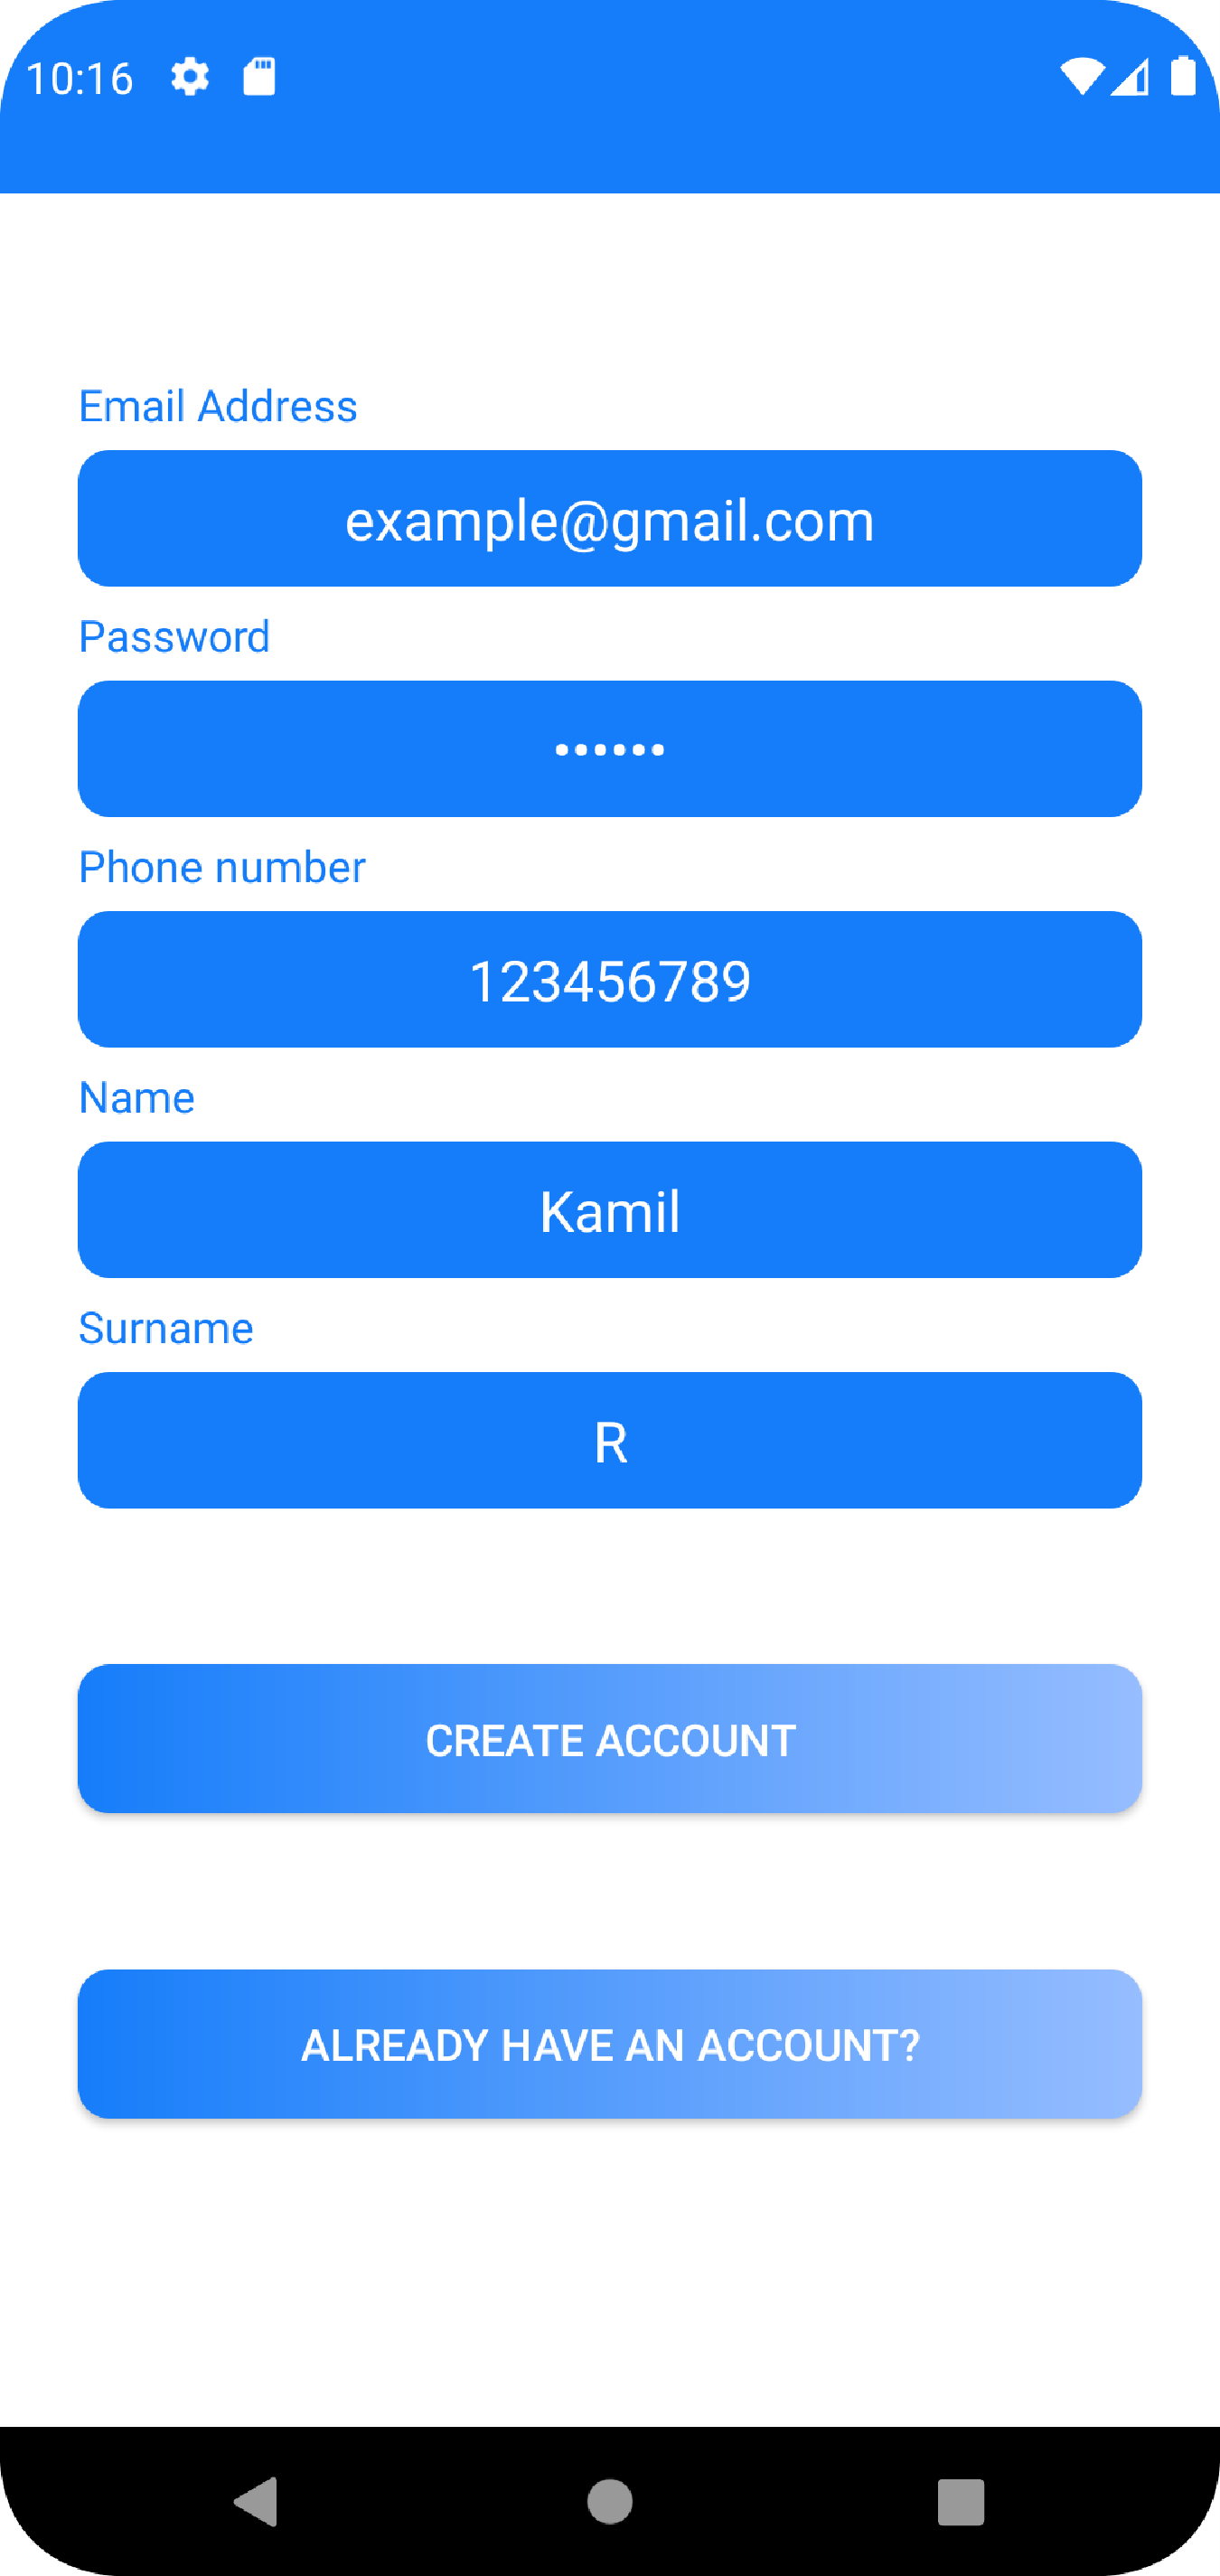 10:16
Email Address
example@gmail.com
Password
••••••
Phone number
123456789
Name
Kamil
Surname
R
CREATE ACCOUNT
ALREADY HAVE AN ACCOUNT?